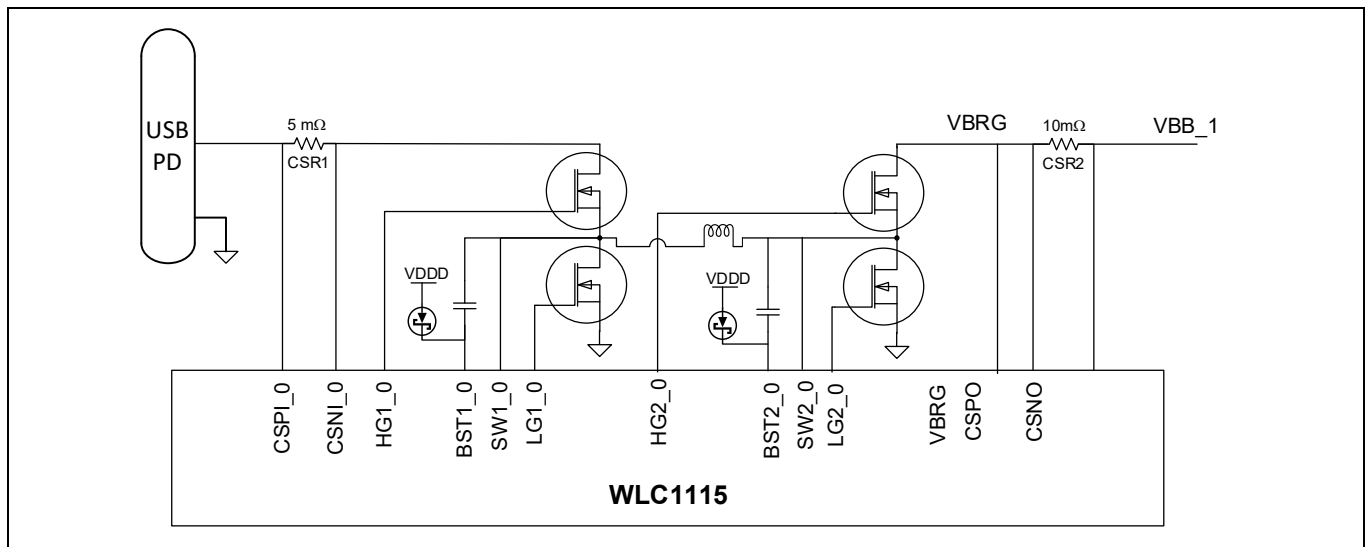 USB
PD
5 mΩ
CSR1
VBRG
10mΩ
CSR2
VBB_1
VDDD
VDDD
CSPI_0
CSNI_0
HG1_0
BST1_0
SW1_0
LG1_0
HG2_0
BST2_0
SW2_0
LG2_0
VBRG
CSPO
CSNO
WLC1115